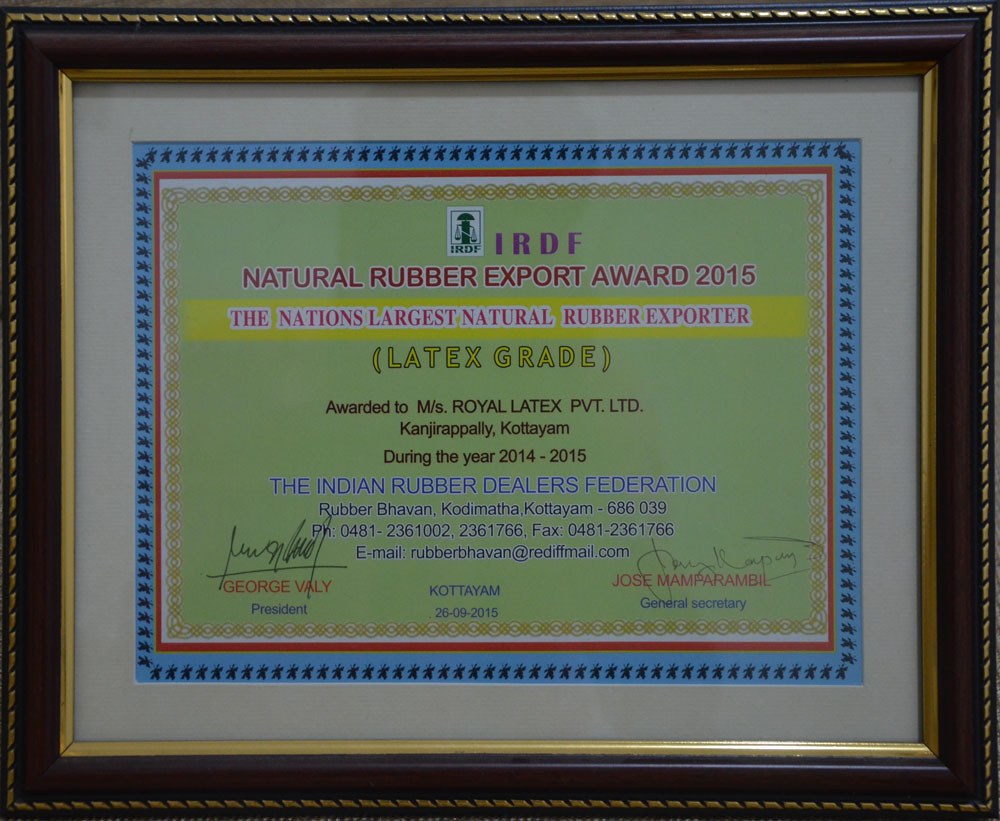 IRDF
IRDF
NATURAL RUBBER EXPORT AWARD 2015
THE NATIONS LARGEST NATURAL RUBBER EXPORTER
(LATEX GRADE)
Awarded to M/s. ROYAL LATEX PVT. LTD.
Kanjirappally, Kottayam
During the year 2014 - 2015
THE INDIAN RUBBER DEALERS FEDERATION
Rubber Bhavan, Kodimatha,Kottayam - 686 039
Ph: 0481- 2361002, 2361766, Fax: 0481-2361766
E-mail: rubberbhavan@rediffmail.com
GEORGE VALY
President
KOTTAYAM
26-09-2015
JOSE MAMPARAMBIL
General secretary